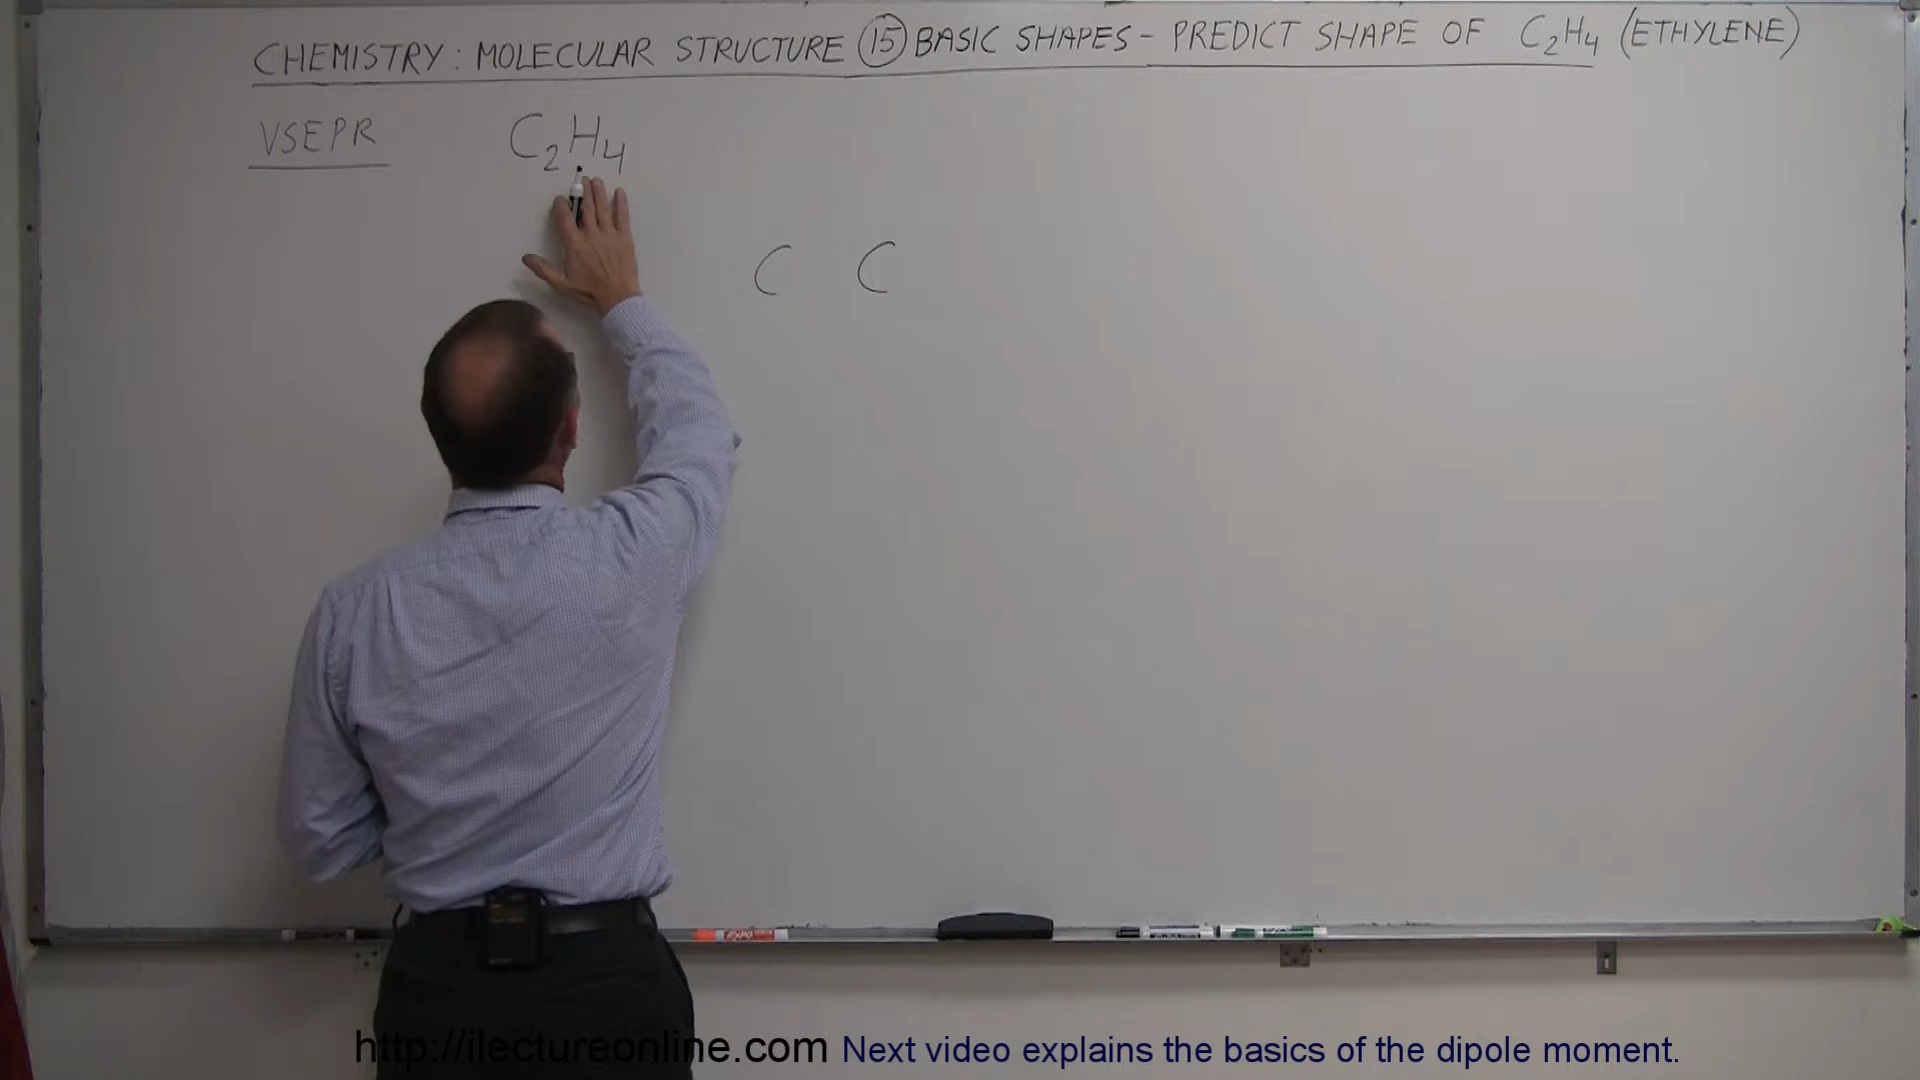 CHEMISTRY : MOLECULAR STRUCTURE 15 BASIC SHAPES - PREDICT SHAPE OF C2H4 (ETHYLENE)
VSEPR C2H4
C C
EXPO
http://ilectureonline.com Next video explains the basics of the dipole moment.